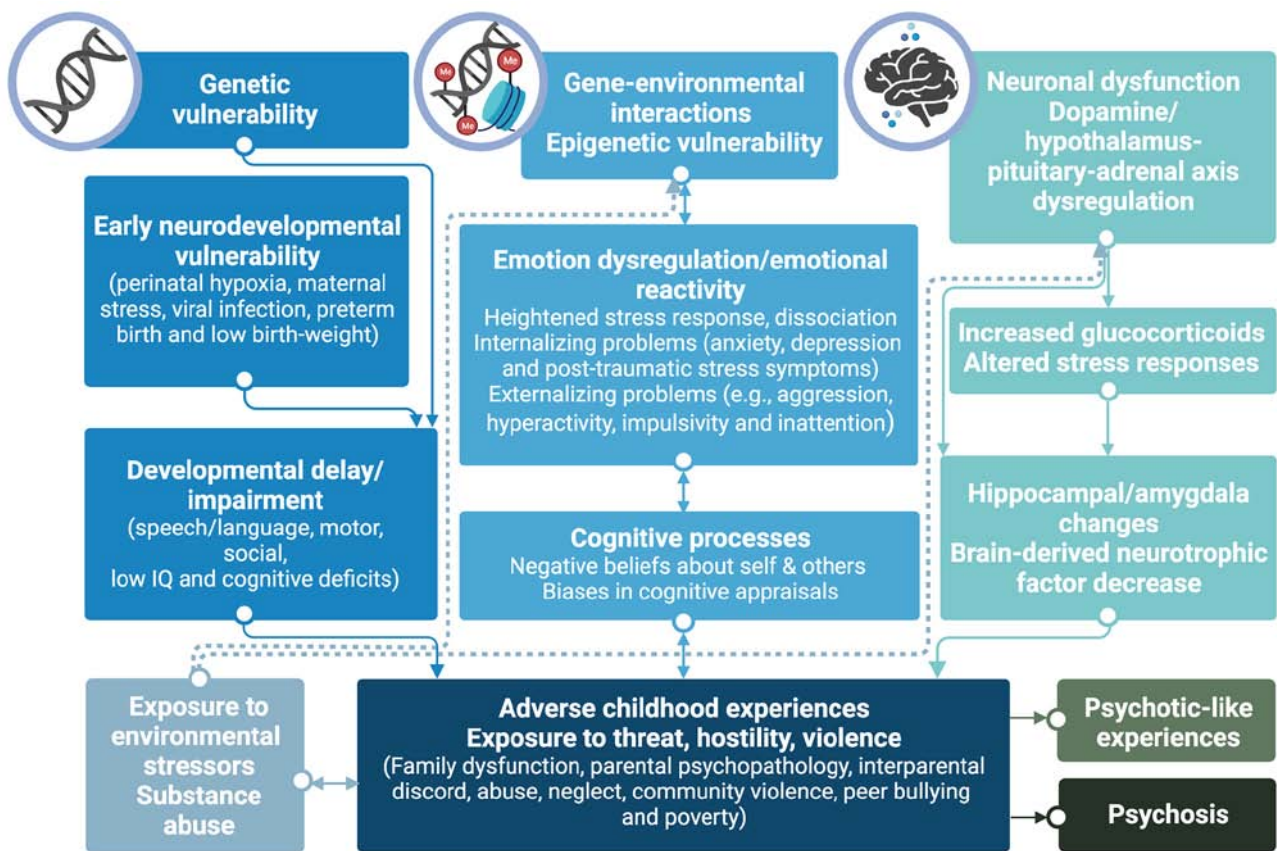 Genetic
vulnerability
Me
Me
Me
Gene-environmental
interactions
Epigenetic vulnerability
Neuronal dysfunction
Dopamine/
hypothalamus-
pituitary-adrenal axis
dysregulation
Early neurodevelopmental
vulnerability
(perinatal hypoxia, maternal
stress, viral infection, preterm
birth and low birth-weight)
Emotion dysregulation/emotional
reactivity
Heightened stress response, dissociation
Internalizing problems (anxiety, depression
and post-traumatic stress symptoms)
Externalizing problems (e.g., aggression,
hyperactivity, impulsivity and inattention)
Increased glucocorticoids
Altered stress responses
Developmental delay/
impairment
(speech/language, motor,
social,
low IQ and cognitive deficits)
Cognitive processes
Negative beliefs about self & others
Biases in cognitive appraisals
Hippocampal/amygdala
changes
Brain-derived neurotrophic
factor decrease
Exposure to
environmental
stressors
Substance
abuse
Adverse childhood experiences
Exposure to threat, hostility, violence
(Family dysfunction, parental psychopathology, interparental
discord, abuse, neglect, community violence, peer bullying
and poverty)
Psychotic-like
experiences
Psychosis